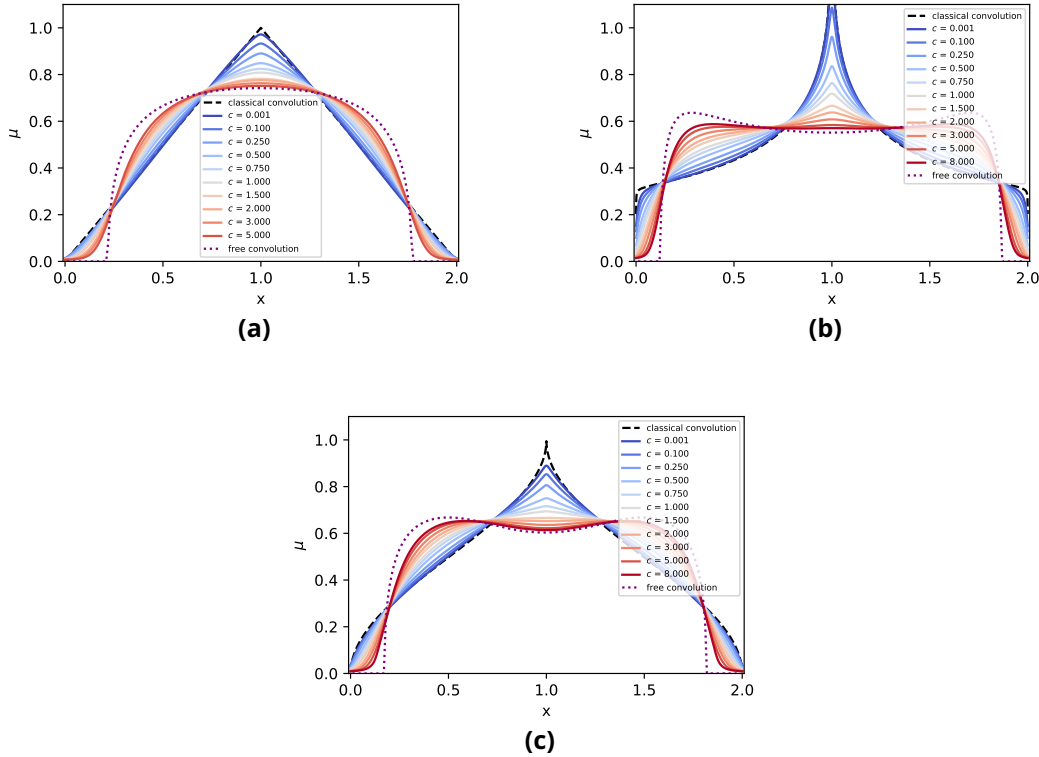 1.0
0.8
0.6
0.4
0.2
0.0
μ
classical convolution
c = 0.001
c = 0.100
c = 0.250
c = 0.500
c = 0.750
c = 1.000
c = 1.500
c = 2.000
c = 3.000
c = 5.000
free convolution
0.0 0.5 1.0 1.5 2.0
x
(a)
1.0
0.8
0.6
0.4
0.2
0.0
μ
classical convolution
c = 0.001
c = 0.100
c = 0.250
c = 0.500
c = 0.750
c = 1.000
c = 1.500
c = 2.000
c = 3.000
c = 5.000
c = 8.000
free convolution
0.0 0.5 1.0 1.5 2.0
x
(b)
1.0
0.8
0.6
0.4
0.2
0.0
μ
classical convolution
c = 0.001
c = 0.100
c = 0.250
c = 0.500
c = 0.750
c = 1.000
c = 1.500
c = 2.000
c = 3.000
c = 5.000
c = 8.000
free convolution
0.0 0.5 1.0 1.5 2.0
x
(c)